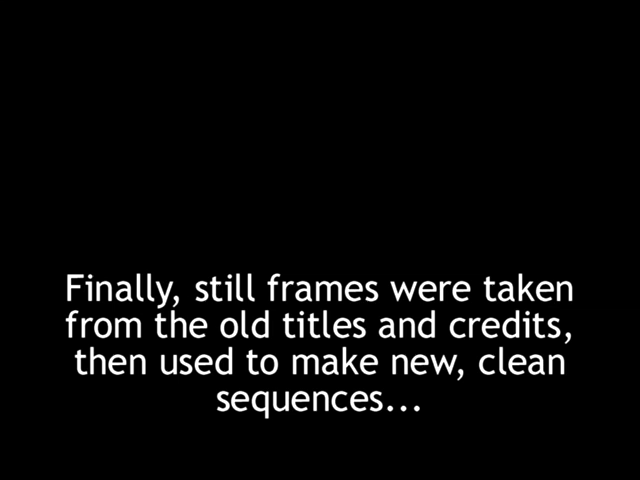 Finally, still frames were taken
from the old titles and credits,
then used to make new, clean
sequences...